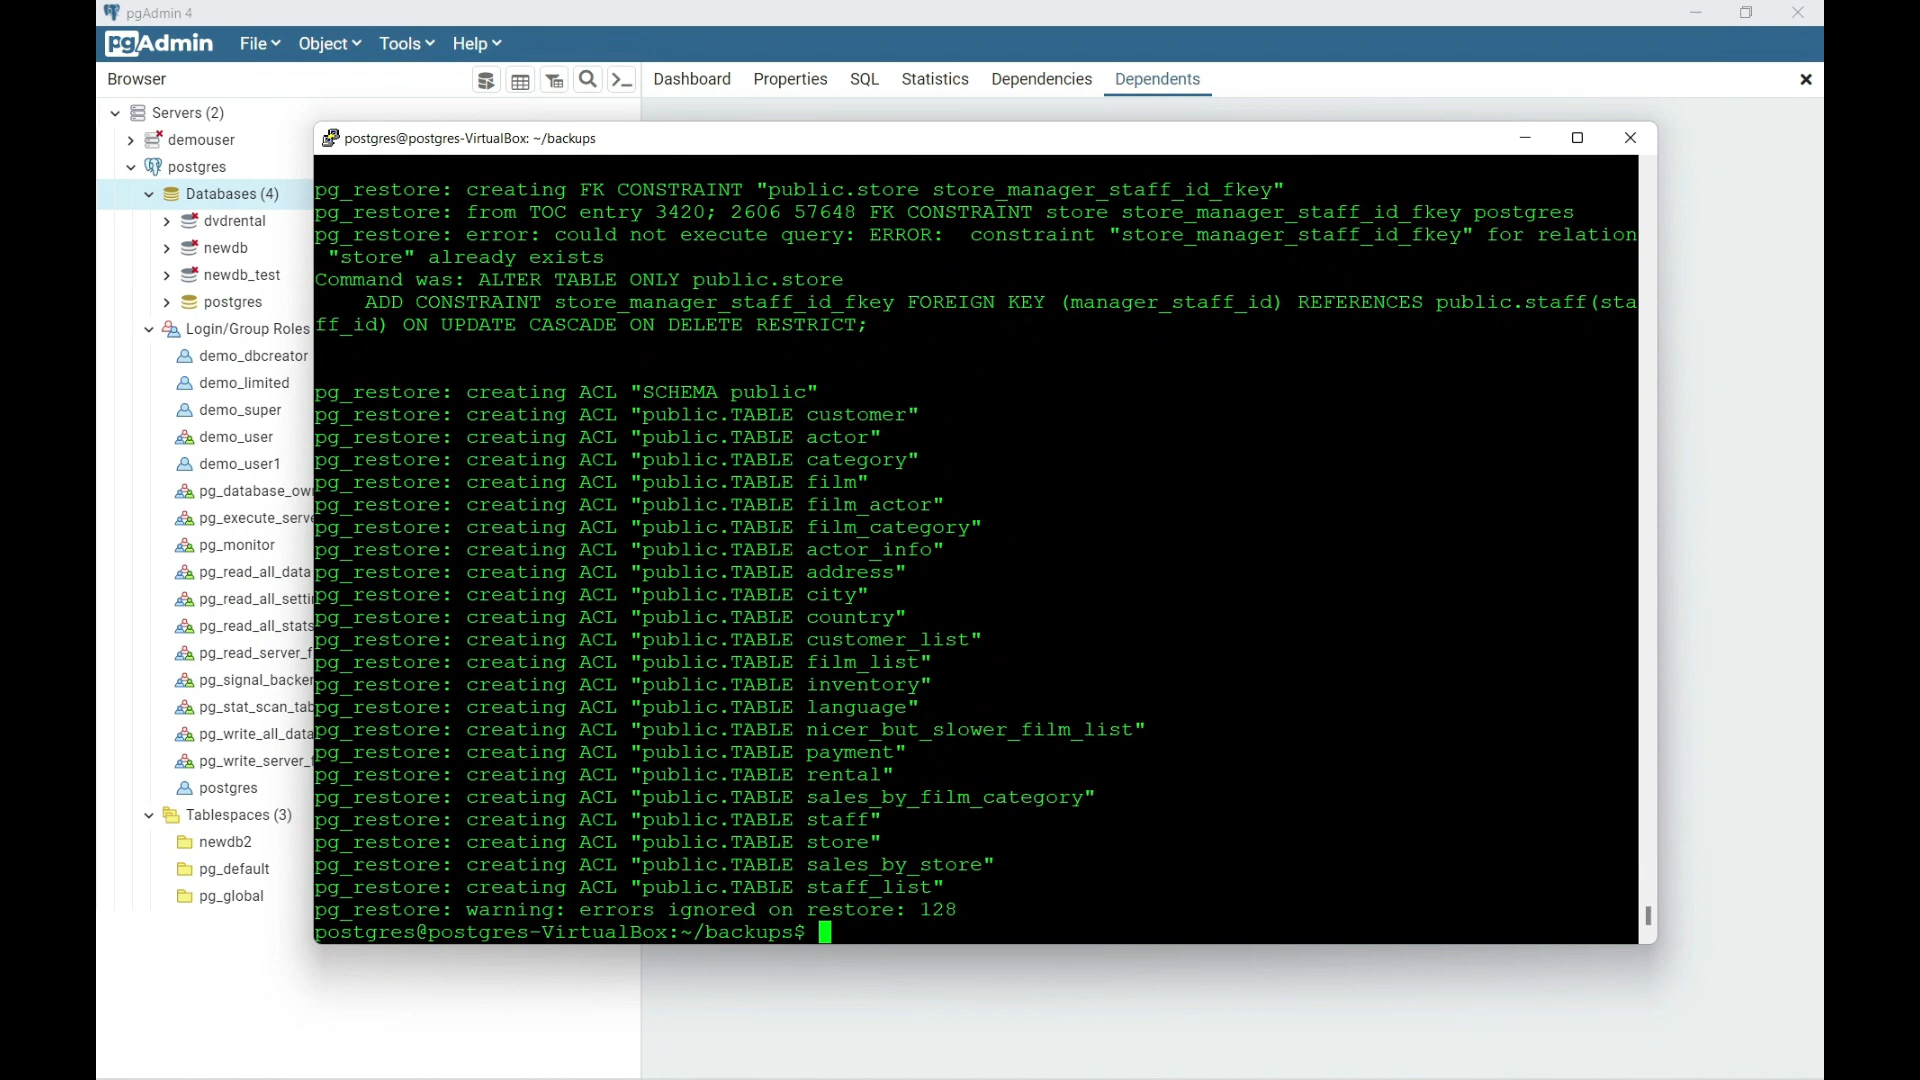 pgAdmin 4
pgAdmin File Object Tools Help
Browser
Dashboard Properties SQL Statistics Dependencies Dependents
Servers (2)
demouser
postgres
Databases (4)
dvdrental
newdb
newdb_test
postgres
Login/Group Roles
demo_dbcreator
demo_limited
demo_super
demo_user
demo_user1
pg_database_ow
pg_execute_serve
pg_monitor
pg_read_all_data
pg_read_all_setti
pg_read_all_stats
pg_read_server_f
pg_signal_backe
pg_stat_scan_tab
pg_write_all_data
pg_write_server_
postgres
Tablespaces (3)
newdb2
pg_default
pg_global
postgres@postgres-VirtualBox: ~/backups
pg_restore: creating FK CONSTRAINT "public.store store_manager_staff_id_fkey"
pg_restore: from TOC entry 3420; 2606 57648 FK CONSTRAINT store store_manager_staff_id_fkey postgres
pg_restore: error: could not execute query: ERROR:  constraint "store_manager_staff_id_fkey" for relation
"store" already exists
Command was: ALTER TABLE ONLY public.store
ADD CONSTRAINT store_manager_staff_id_fkey FOREIGN KEY (manager_staff_id) REFERENCES public.staff(sta
ff_id) ON UPDATE CASCADE ON DELETE RESTRICT;
pg_restore: creating ACL "SCHEMA public"
pg_restore: creating ACL "public.TABLE customer"
pg_restore: creating ACL "public.TABLE actor"
pg_restore: creating ACL "public.TABLE category"
pg_restore: creating ACL "public.TABLE film"
pg_restore: creating ACL "public.TABLE film_actor"
pg_restore: creating ACL "public.TABLE film_category"
pg_restore: creating ACL "public.TABLE actor_info"
pg_restore: creating ACL "public.TABLE address"
pg_restore: creating ACL "public.TABLE city"
pg_restore: creating ACL "public.TABLE country"
pg_restore: creating ACL "public.TABLE customer_list"
pg_restore: creating ACL "public.TABLE film_list"
pg_restore: creating ACL "public.TABLE inventory"
pg_restore: creating ACL "public.TABLE language"
pg_restore: creating ACL "public.TABLE nicer_but_slower_film_list"
pg_restore: creating ACL "public.TABLE payment"
pg_restore: creating ACL "public.TABLE rental"
pg_restore: creating ACL "public.TABLE sales_by_film_category"
pg_restore: creating ACL "public.TABLE staff"
pg_restore: creating ACL "public.TABLE store"
pg_restore: creating ACL "public.TABLE sales_by_store"
pg_restore: creating ACL "public.TABLE staff_list"
pg_restore: warning: errors ignored on restore: 128
postgres@postgres-VirtualBox:~/backups$